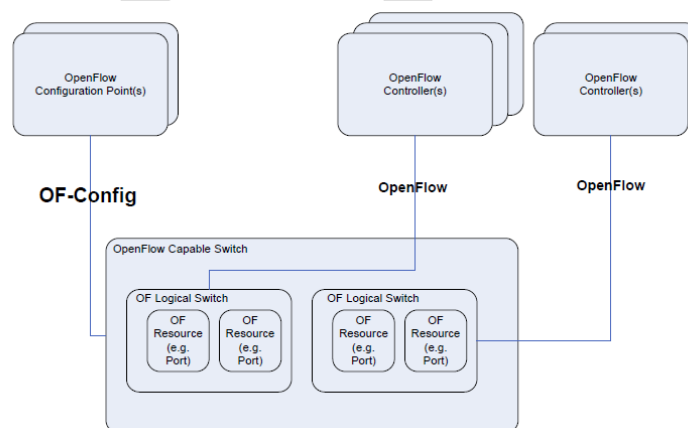 OpenFlow
Configuration Point(s)
OpenFlow
Controller(s)
OpenFlow
Controller(s)
OF-Config
OpenFlow
OpenFlow
OpenFlow Capable Switch
OF Logical Switch
OF
Resource
(e.g.
Port)
OF
Resource
(e.g.
Port)
OF Logical Switch
OF
Resource
(e.g.
Port)
OF
Resource
(e.g.
Port)